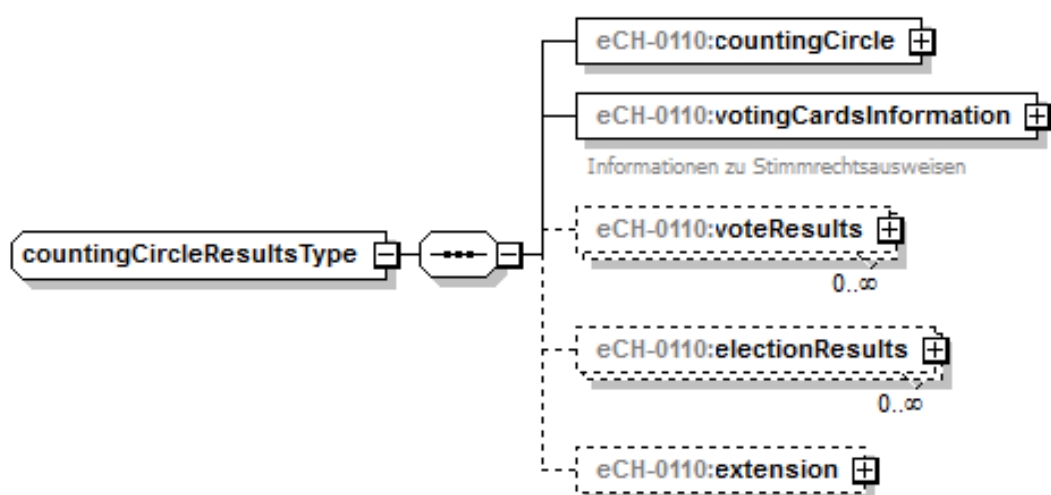 eCH-0110:countingCircle
eCH-0110:votingCardsInformation
Informationen zu Stimmrechtsausweisen
eCH-0110:voteResults
0..∞
countingCircleResultsType
eCH-0110:electionResults
0..∞
eCH-0110:extension